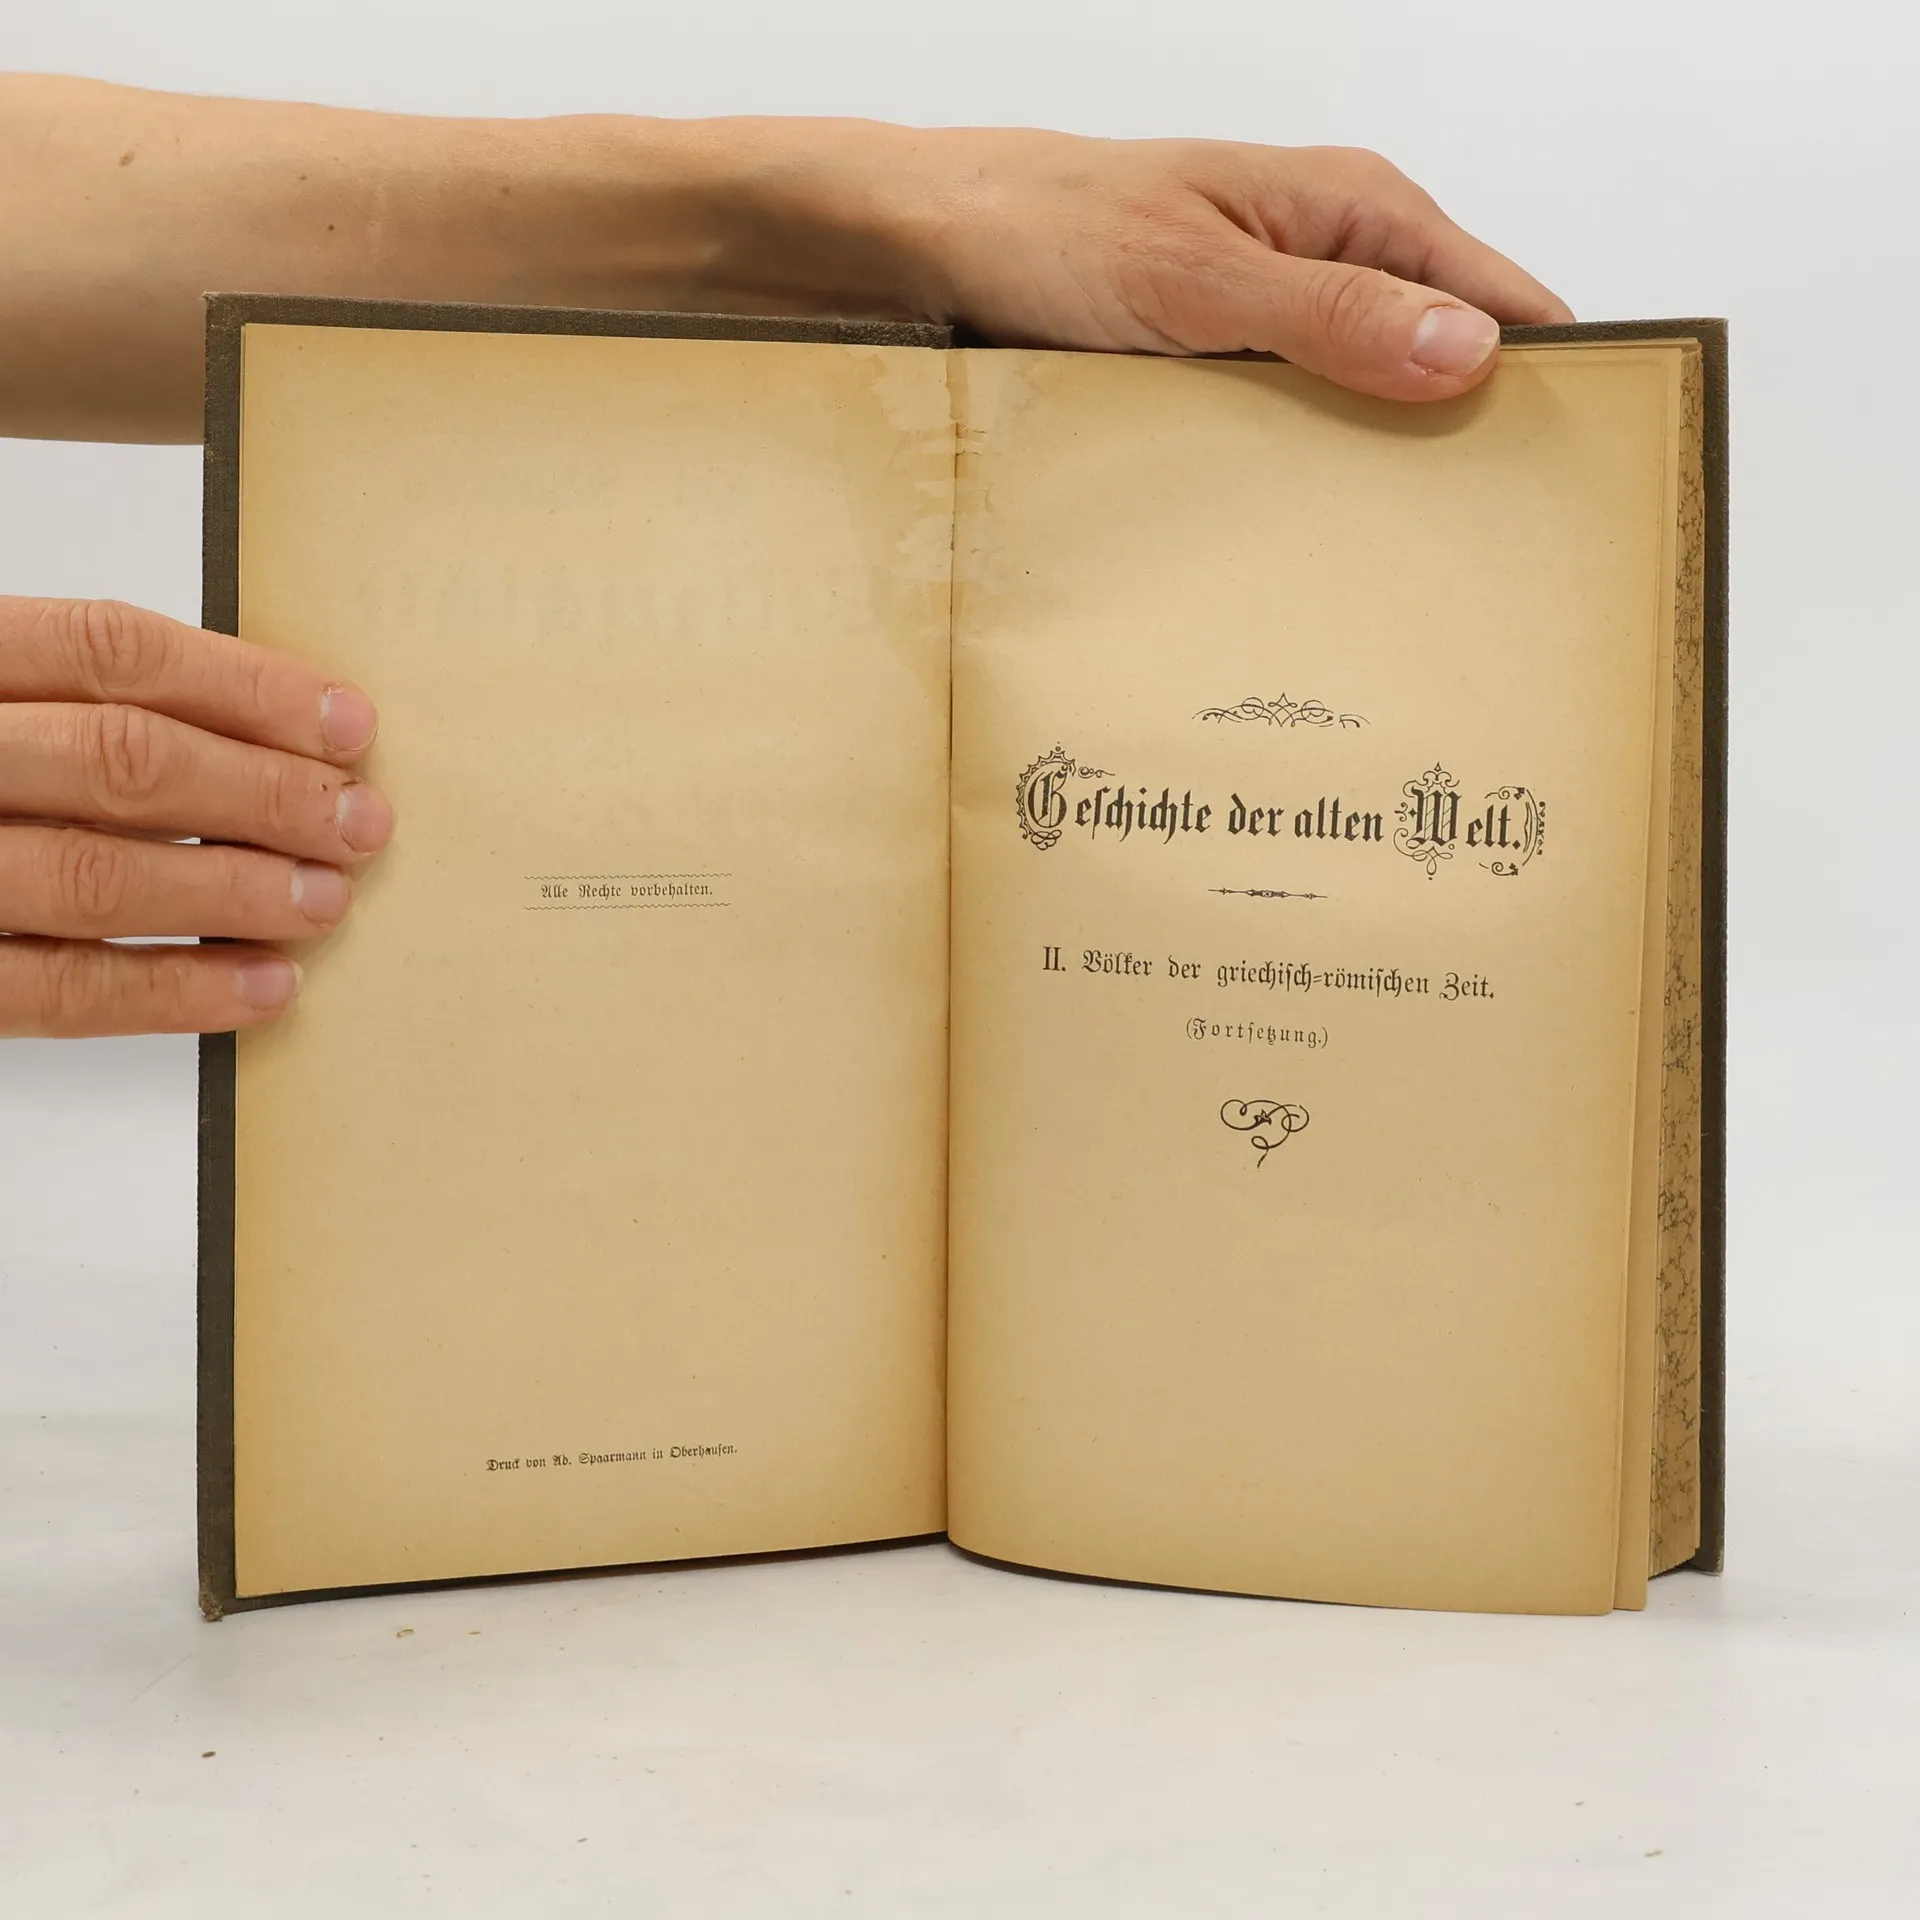 Alle Rechte vorbehalten.
Druck von Ad. Spaarmann in Oberhausen.
Geſchichte der alten Welt.
II. Völker der griechiſch-römiſchen Zeit.
(Fortſetzung.)